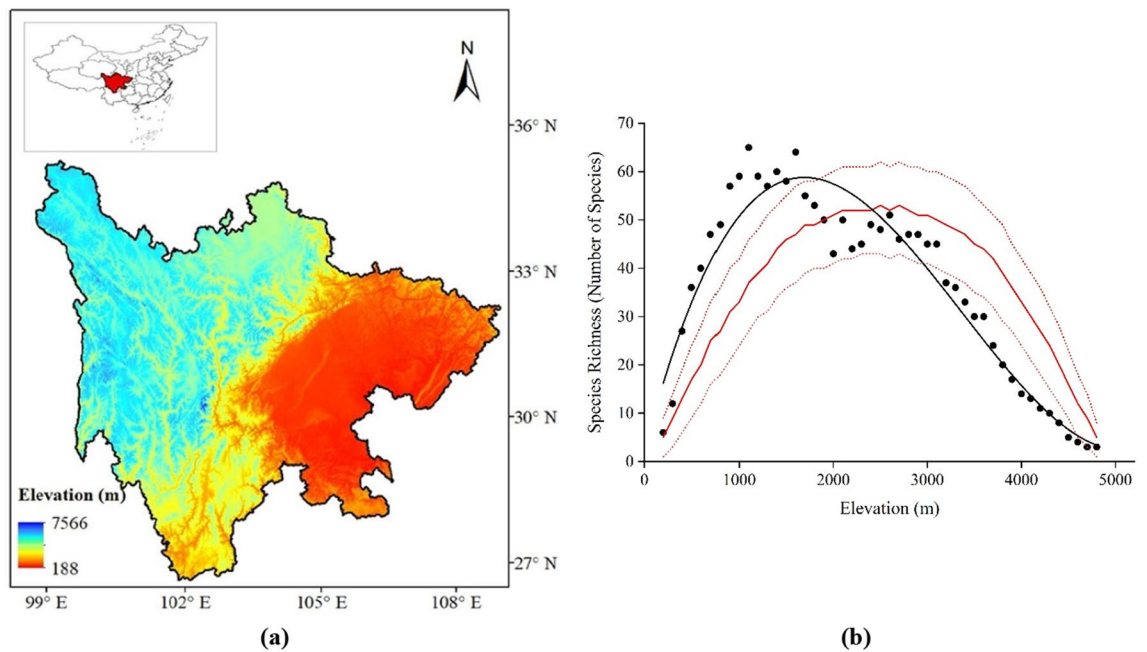 N
36° N
33° N
30° N
27° N
Elevation (m)
7566
188
99° E
102° E
105° E
108° E
(a)
Species Richness (Number of Species)
70
60
50
40
30
20
10
0
0
1000
2000
3000
4000
5000
Elevation (m)
(b)